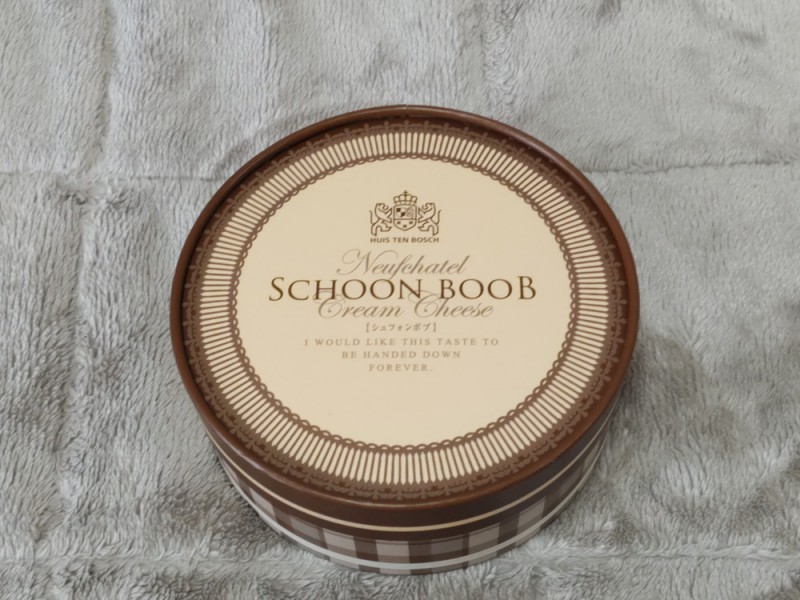 HUIS TEN BOSCH
Neufchatel
SCHOON BOOB
Cream Cheese
【シュフォンボブ】
I WOULD LIKE THIS TASTE TO
BE HANDED DOWN
FOREVER.